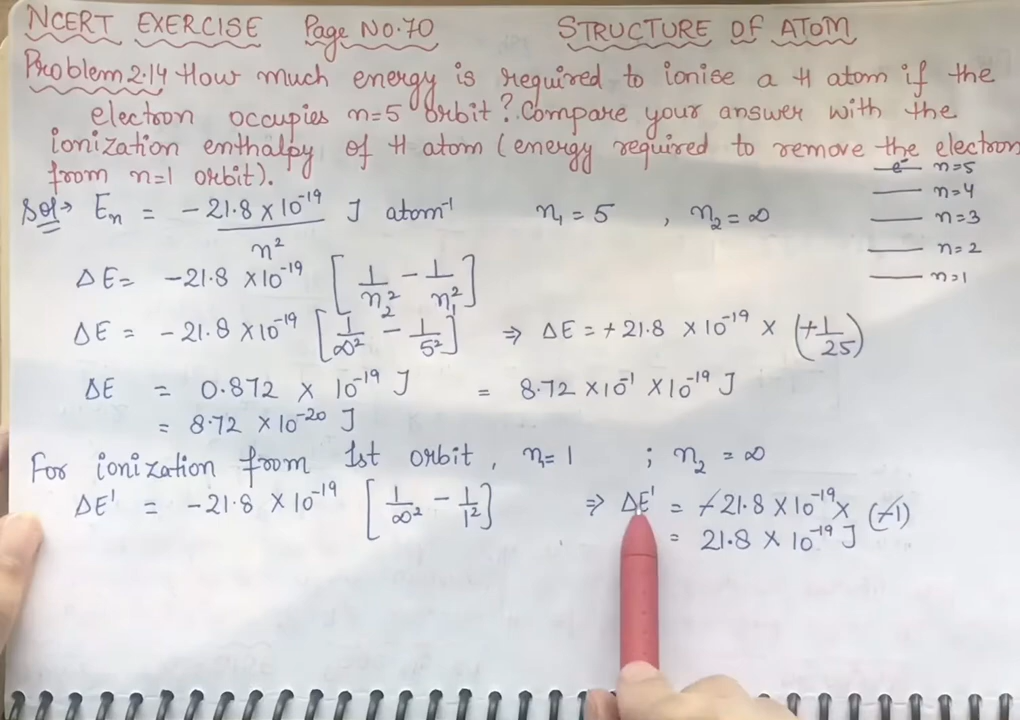 NCERT EXERCISE Page No.70 STRUCTURE OF ATOM
Problem 2.14 How much energy is required to ionise a H atom if the
electron occupies n=5 orbit? Compare your answer with the
ionization enthalpy of H atom (energy required to remove the electron
from n=1 orbit).
e⁻ n=5
n=4
n=3
n=2
n=1
Sol→ Eₙ = -21.8 × 10⁻¹⁹ / n² J atom⁻¹ n₁ = 5 , n₂ = ∞
ΔE = -21.8 × 10⁻¹⁹ [1/n₂² - 1/n₁²]
ΔE = -21.8 × 10⁻¹⁹ [1/∞² - 1/5²] ⇒ ΔE = +21.8 × 10⁻¹⁹ × (+1/25)
ΔE = 0.872 × 10⁻¹⁹ J = 8.72 × 10⁻¹ × 10⁻¹⁹ J
= 8.72 × 10⁻²⁰ J
For ionization from 1st orbit, n₁= 1 ; n₂ = ∞
ΔE' = -21.8 × 10⁻¹⁹ [1/∞² - 1/1²] ⇒ ΔE' = -21.8 × 10⁻¹⁹ × (-1)
= 21.8 × 10⁻¹⁹ J